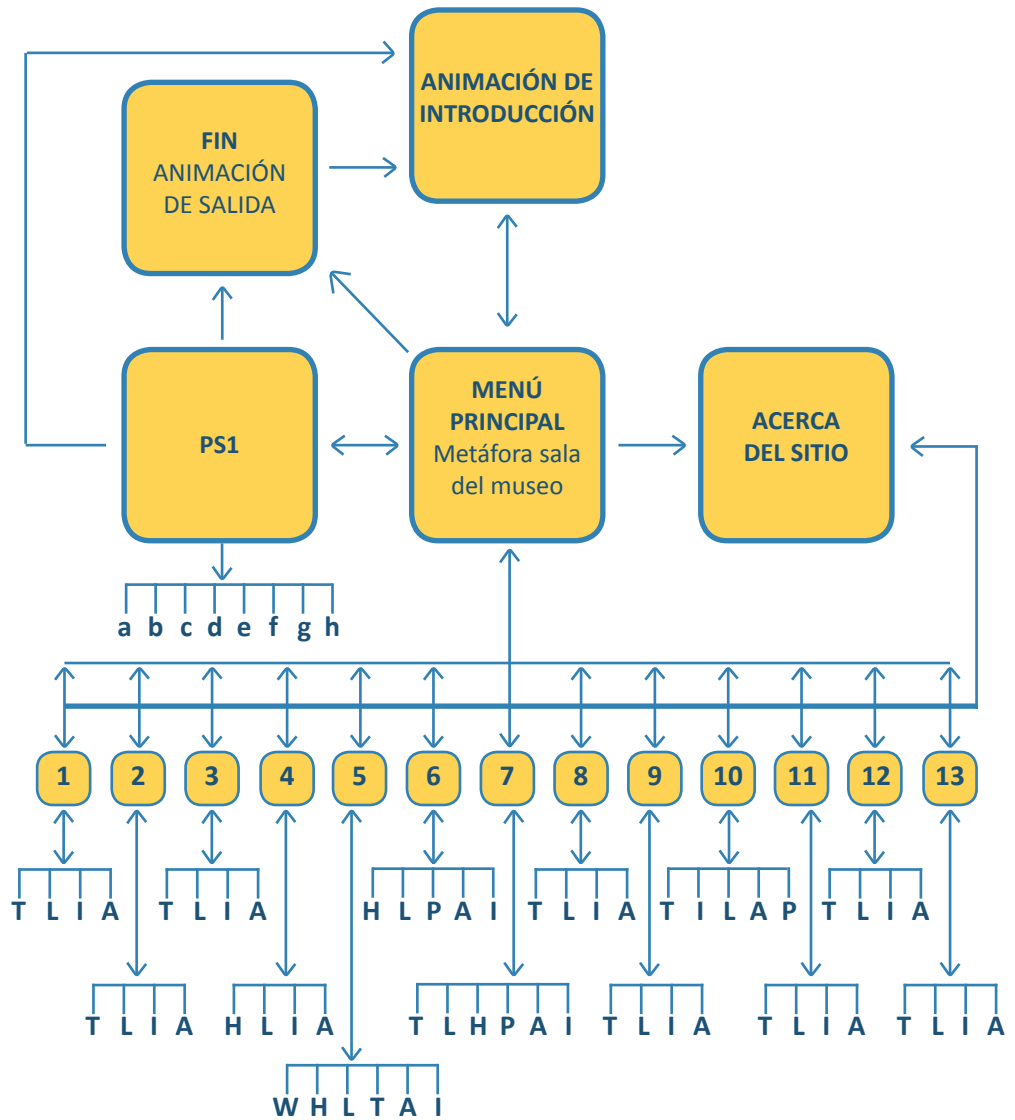 ANIMACIÓN DE
INTRODUCCIÓN
FIN
ANIMACIÓN
DE SALIDA
PS1
MENÚ
PRINCIPAL
Metáfora sala
del museo
ACERCA
DEL SITIO
a b c d e f g h
1 2 3 4 5 6 7 8 9 10 11 12 13
T L I A
T L I A
H L P A I
T L I A
T I L A P
T L I A
T L I A
H L I A
T L H P A I
T L I A
T L I A
T L I A
W H L T A I